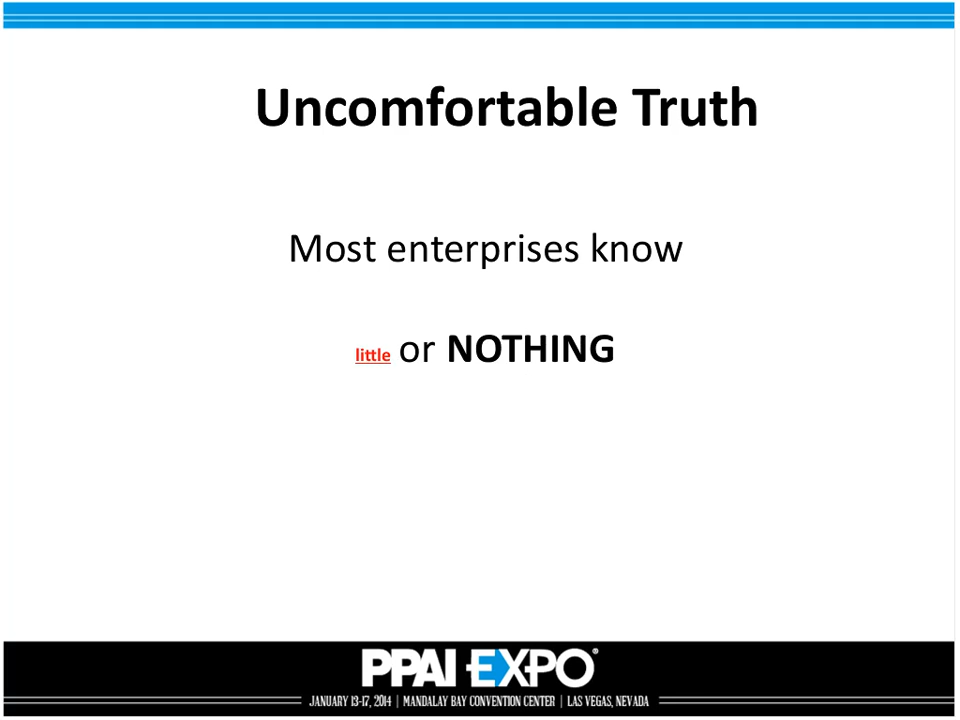 Uncomfortable Truth
Most enterprises know
little or NOTHING
PPAI EXPO®
JANUARY 13-17, 2014 | MANDALAY BAY CONVENTION CENTER | LAS VEGAS, NEVADA